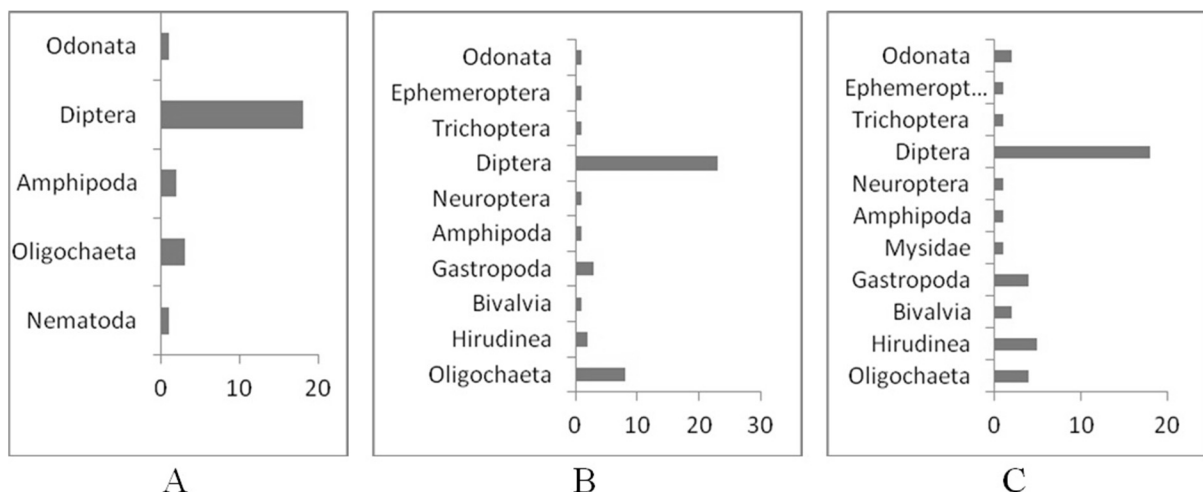 Odonata
Diptera
Amphipoda
Oligochaeta
Nematoda
0 10 20
A
Odonata
Ephemeroptera
Trichoptera
Diptera
Neuroptera
Amphipoda
Gastropoda
Bivalvia
Hirudinea
Oligochaeta
0 10 20 30
B
Odonata
Ephemeropt...
Trichoptera
Diptera
Neuroptera
Amphipoda
Mysidae
Gastropoda
Bivalvia
Hirudinea
Oligochaeta
0 10 20
C